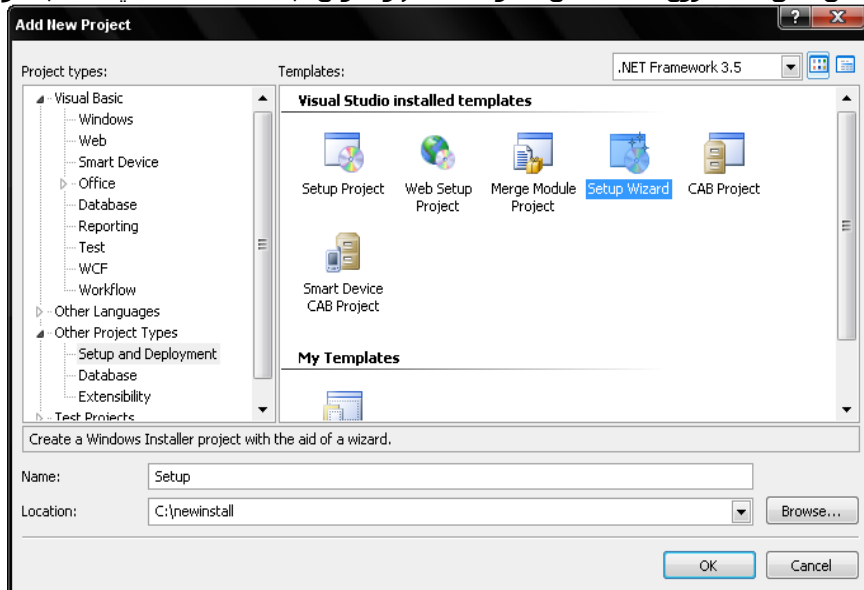 Add New Project
Project types:
Templates:
.NET Framework 3.5
Visual Basic
Windows
Web
Smart Device
Office
Database
Reporting
Test
WCF
Workflow
Other Languages
Other Project Types
Setup and Deployment
Database
Extensibility
Test Projects
Visual Studio installed templates
Setup Project
Web Setup
Project
Merge Module
Project
Setup Wizard
CAB Project
Smart Device
CAB Project
My Templates
Create a Windows Installer project with the aid of a wizard.
Name:
Setup
Location:
C:\newinstall
Browse...
OK
Cancel